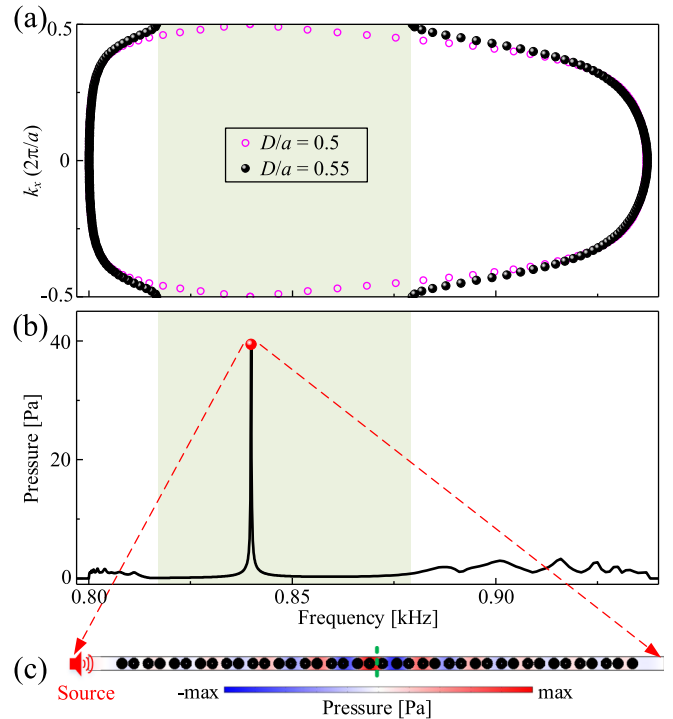 (a)
0.5
0
-0.5
kx (2π/a)
D/a = 0.5
D/a = 0.55
(b)
40
20
0
Pressure [Pa]
0.80 0.85 0.90
Frequency [kHz]
(c)
Source
-max max
Pressure [Pa]